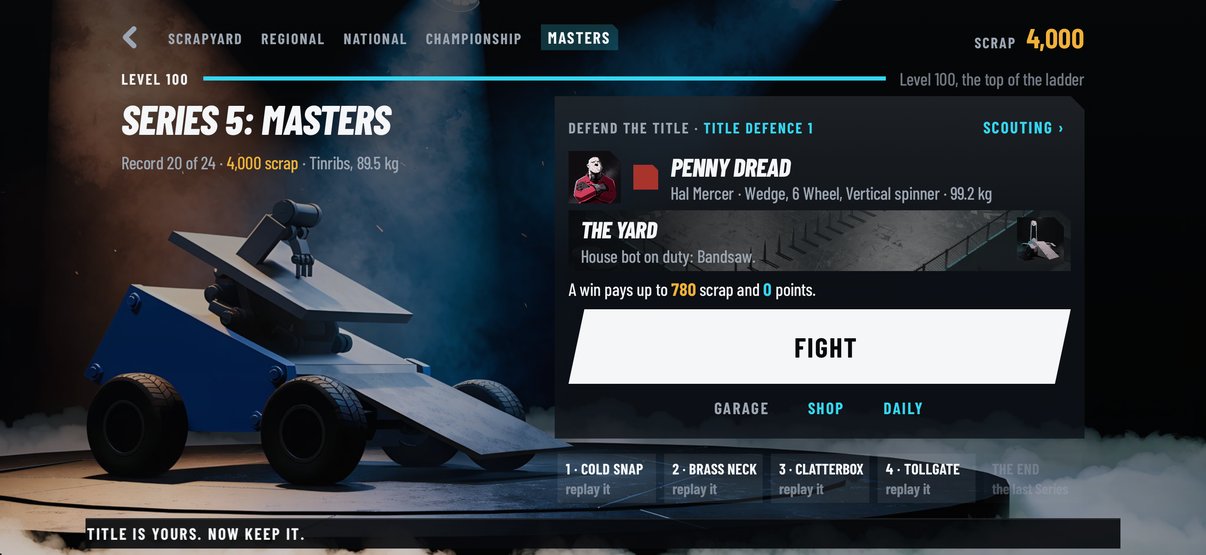 SCRAPYARD REGIONAL NATIONAL CHAMPIONSHIP MASTERS
SCRAP 4,000
LEVEL 100
Level 100, the top of the ladder
SERIES 5: MASTERS
Record 20 of 24 · 4,000 scrap · Tinribs, 89.5 kg
DEFEND THE TITLE · TITLE DEFENCE 1
SCOUTING ›
PENNY DREAD
Hal Mercer · Wedge, 6 Wheel, Vertical spinner · 99.2 kg
THE YARD
House bot on duty: Bandsaw.
A win pays up to 780 scrap and 0 points.
FIGHT
GARAGE SHOP DAILY
1 · COLD SNAP
replay it
2 · BRASS NECK
replay it
3 · CLATTERBOX
replay it
4 · TOLLGATE
replay it
THE END
the last Series
TITLE IS YOURS. NOW KEEP IT.